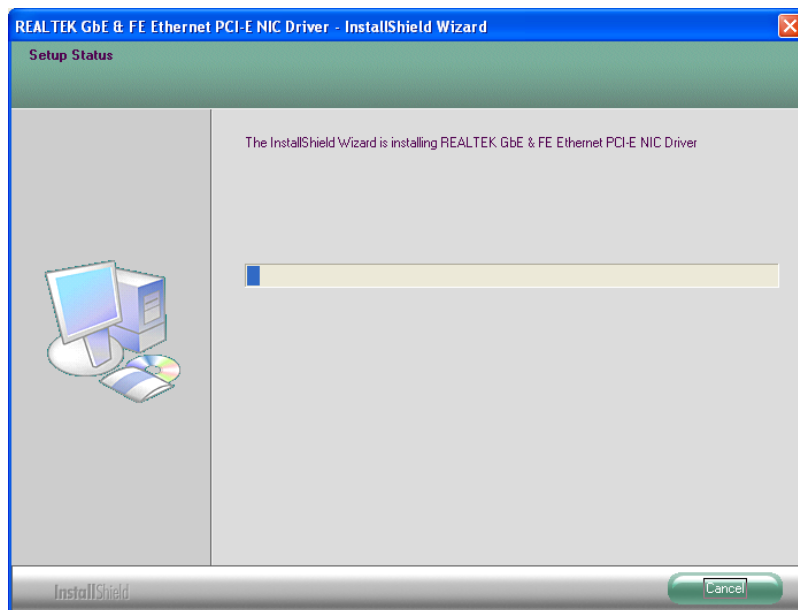 REALTEK GbE & FE Ethernet PCI-E NIC Driver - InstallShield Wizard
Setup Status
The InstallShield Wizard is installing REALTEK GbE & FE Ethernet PCI-E NIC Driver
InstallShield
Cancel